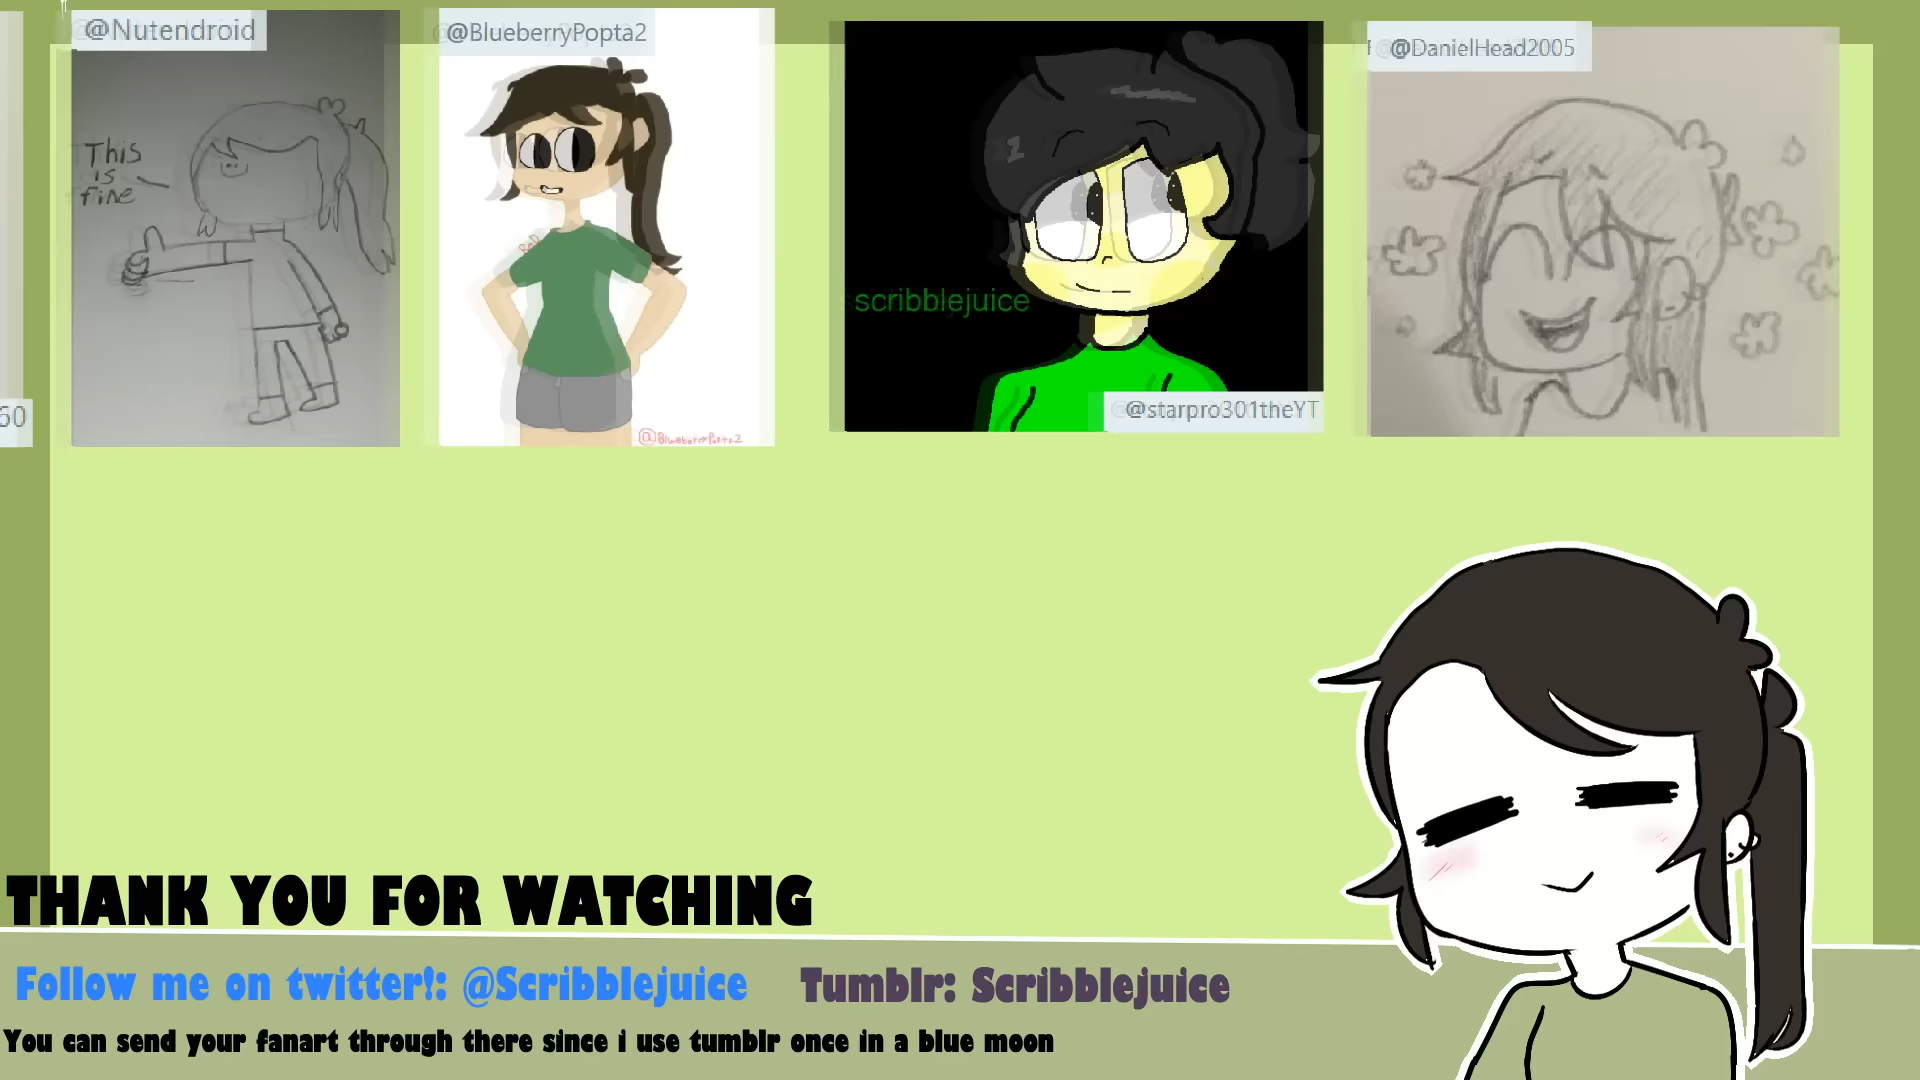 @Nutendroid
@BlueberryPopta2
@DanielHead2005
This
is
fine
scribblejuice
@starpro301theYT
60
@BlueberryPopta2
THANK YOU FOR WATCHING
Follow me on twitter!: @Scribblejuice
Tumblr: Scribblejuice
You can send your fanart through there since i use tumblr once in a blue moon